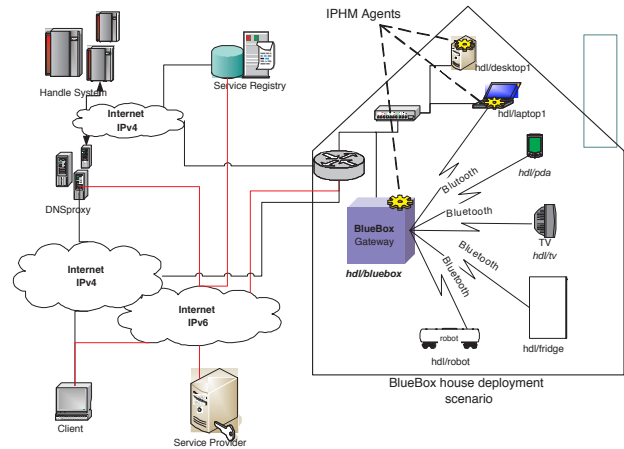 IPHM Agents
Handle System
Service Registry
hdl/desktop1
Internet
IPv4
hdl/laptop1
hdl/pda
Blutooth
DNSproxy
Bluetooth
BlueBox
Gateway
TV
hdl/tv
Bluetooth
hdl/bluebox
Internet
IPv4
Bluetooth
Internet
IPv6
robot
hdl/robot
hdl/fridge
BlueBox house deployment
scenario
Client
Service Provider